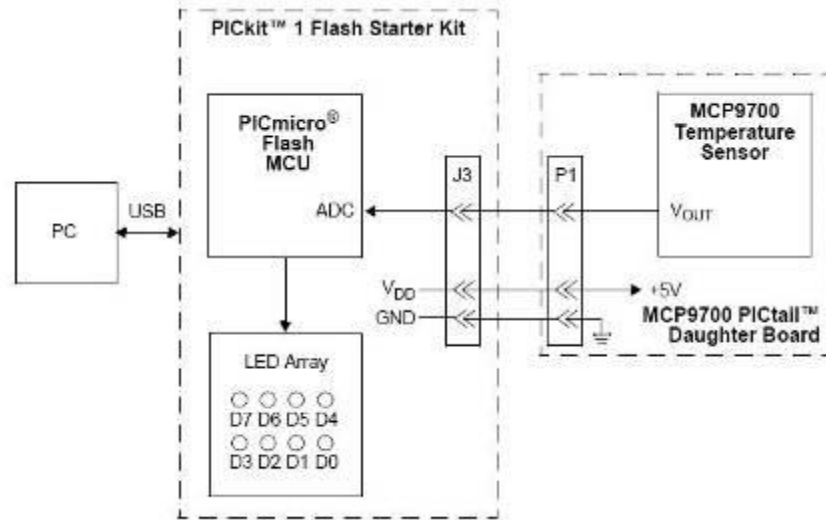 PICkit™ 1 Flash Starter Kit
PICmicro®
Flash
MCU
ADC
PC
USB
J3
P1
MCP9700
Temperature
Sensor
VOUT
VDD
GND
+5V
MCP9700 PICtail™
Daughter Board
LED Array
D7 D6 D5 D4
D3 D2 D1 D0